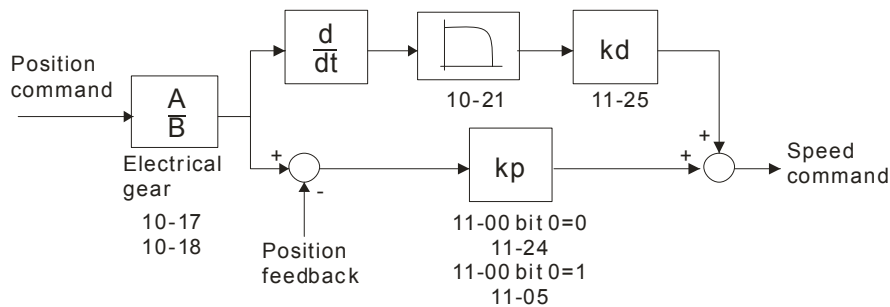 Position
command
A
B
Electrical
gear
10-17
10-18
d
dt
10-21
kd
11-25
+
-
Position
feedback
kp
11-00 bit 0=0
11-24
11-00 bit 0=1
11-05
+
+
Speed
command